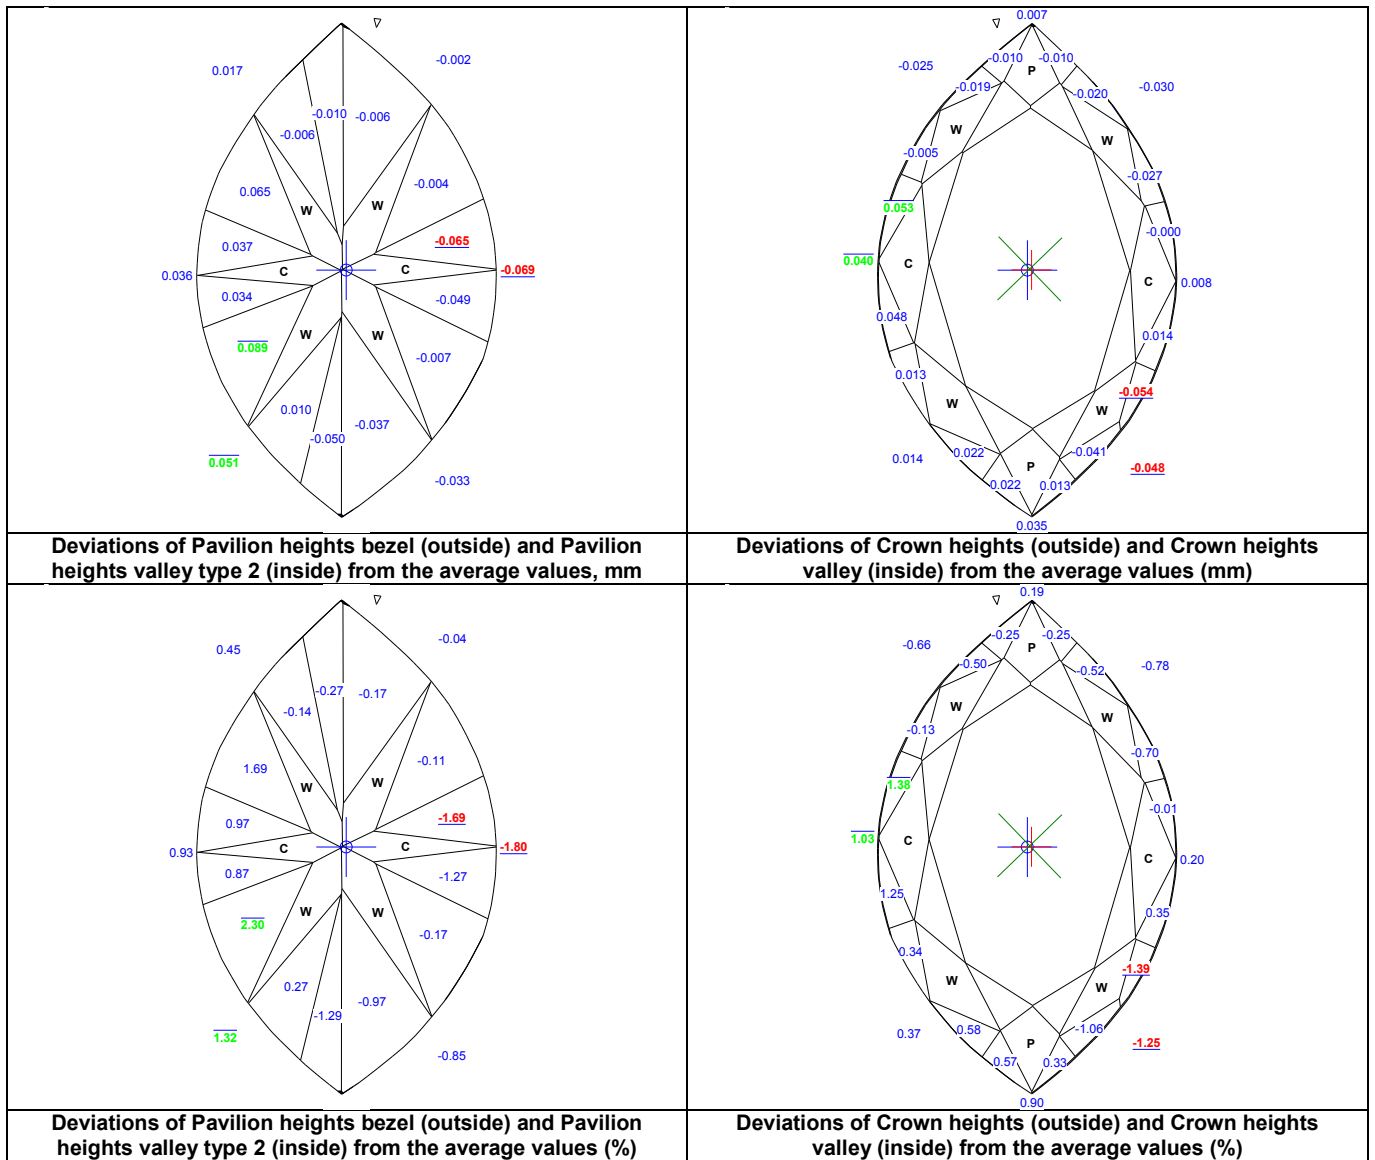 0.017
-0.002
-0.010
-0.006
-0.006
0.065
-0.004
W
W
0.037
-0.065
0.036
C
C
-0.069
0.034
-0.049
0.089
W
W
-0.007
0.010
-0.037
-0.050
0.051
-0.033
Deviations of Pavilion heights bezel (outside) and Pavilion
heights valley type 2 (inside) from the average values, mm
0.007
-0.025
-0.010
-0.010
P
-0.019
-0.020
-0.030
W
W
-0.005
-0.027
0.053
-0.000
0.040
C
C
0.008
0.048
0.014
0.013
-0.054
W
W
0.014
0.022
-0.041
P
-0.048
0.022
0.013
0.035
Deviations of Crown heights (outside) and Crown heights
valley (inside) from the average values (mm)
0.45
-0.04
-0.27
-0.17
-0.14
1.69
-0.11
W
W
0.97
-1.69
0.93
C
C
-1.80
0.87
-1.27
2.30
W
W
-0.17
0.27
-0.97
-1.29
1.32
-0.85
Deviations of Pavilion heights bezel (outside) and Pavilion
heights valley type 2 (inside) from the average values (%)
0.19
-0.66
-0.25
-0.25
P
-0.50
-0.52
-0.78
W
W
-0.13
-0.70
1.38
-0.01
1.03
C
C
0.20
1.25
0.35
0.34
-1.39
W
W
0.37
0.58
-1.06
P
-1.25
0.57
0.33
0.90
Deviations of Crown heights (outside) and Crown heights
valley (inside) from the average values (%)